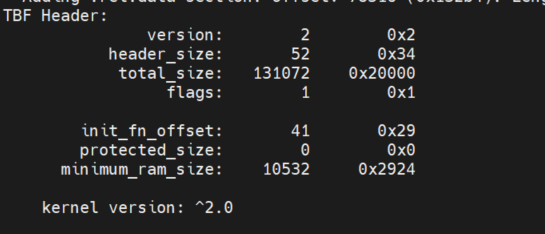 TBF Header:
version: 2 0x2
header_size: 52 0x34
total_size: 131072 0x20000
flags: 1 0x1
init_fn_offset: 41 0x29
protected_size: 0 0x0
minimum_ram_size: 10532 0x2924
kernel version: ^2.0